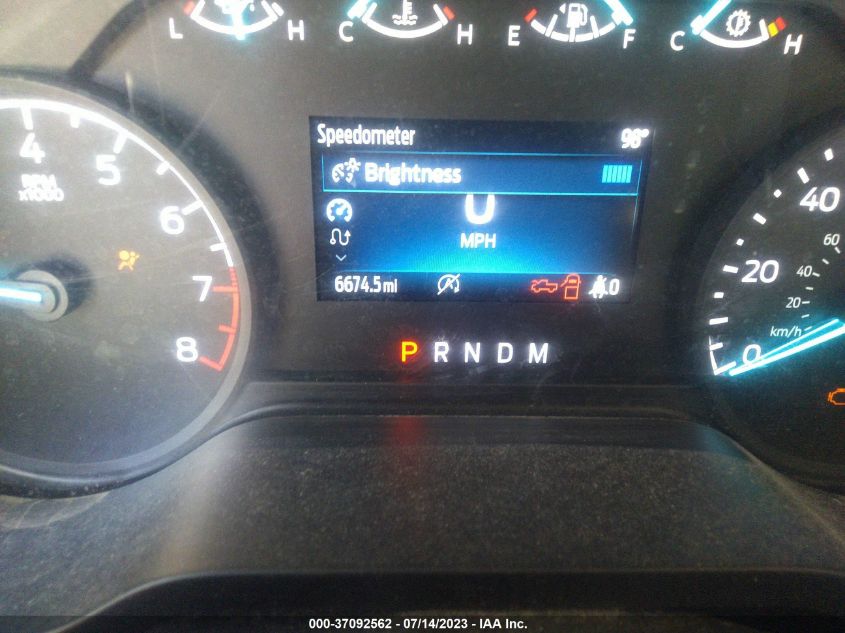 L H C H E F C H
Speedometer 98°
Brightness
0
MPH
6674.5mi 0
P R N D M
4 5 6 7 8
RPM
x1000
40
60
20 40
20
km/h
0
000-37092562 / 07/14/2023 - IAA Inc.